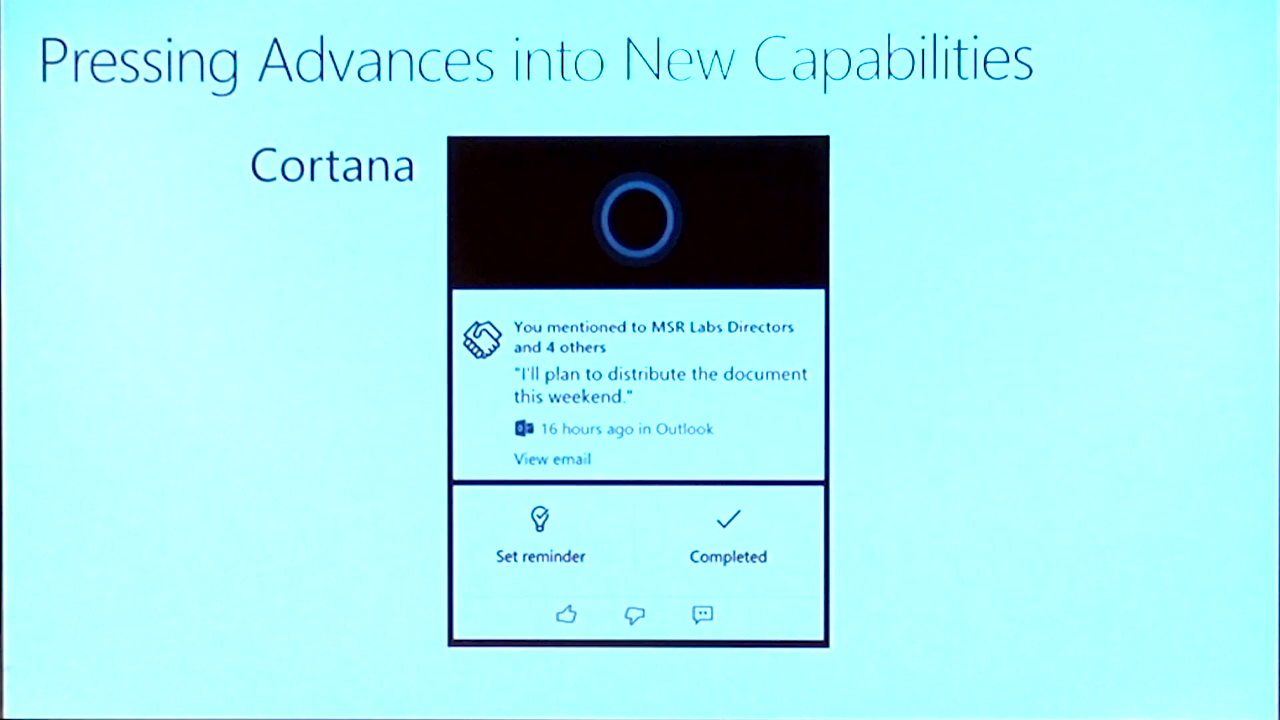 Pressing Advances into New Capabilities
Cortana
You mentioned to MSR Labs Directors
and 4 others
"I'll plan to distribute the document
this weekend."
16 hours ago in Outlook
View email
Set reminder
Completed